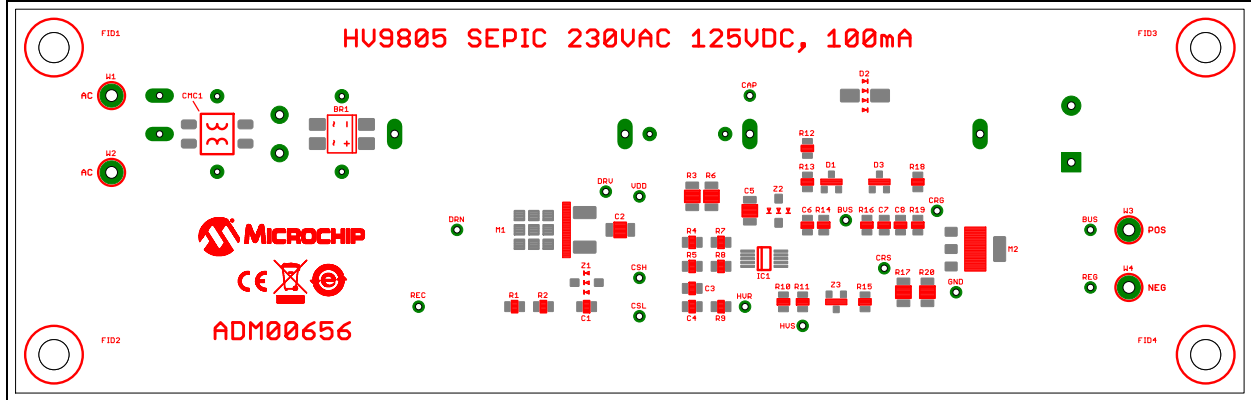 HV9805 SEPIC 230VAC 125VDC, 100mA
FID1
FID3
W1
AC
CMC1
BR1
CAP
D2
W2
AC
R12
R13
D1
D3
R18
DRV
VDD
R3
R6
C5
Z2
CRG
DRN
M1
C2
C6
R14
BVS
R16
C7
C8
R19
BUS
W3
POS
MICROCHIP
R4
R7
R5
R8
IC1
M2
CRS
CE
e
Z1
CSH
C3
R17
R20
GND
REG
W4
NEG
REC
R1
R2
C1
CSL
C4
R9
HVR
R10
R11
Z3
R15
HVS
ADM00656
FID2
FID4